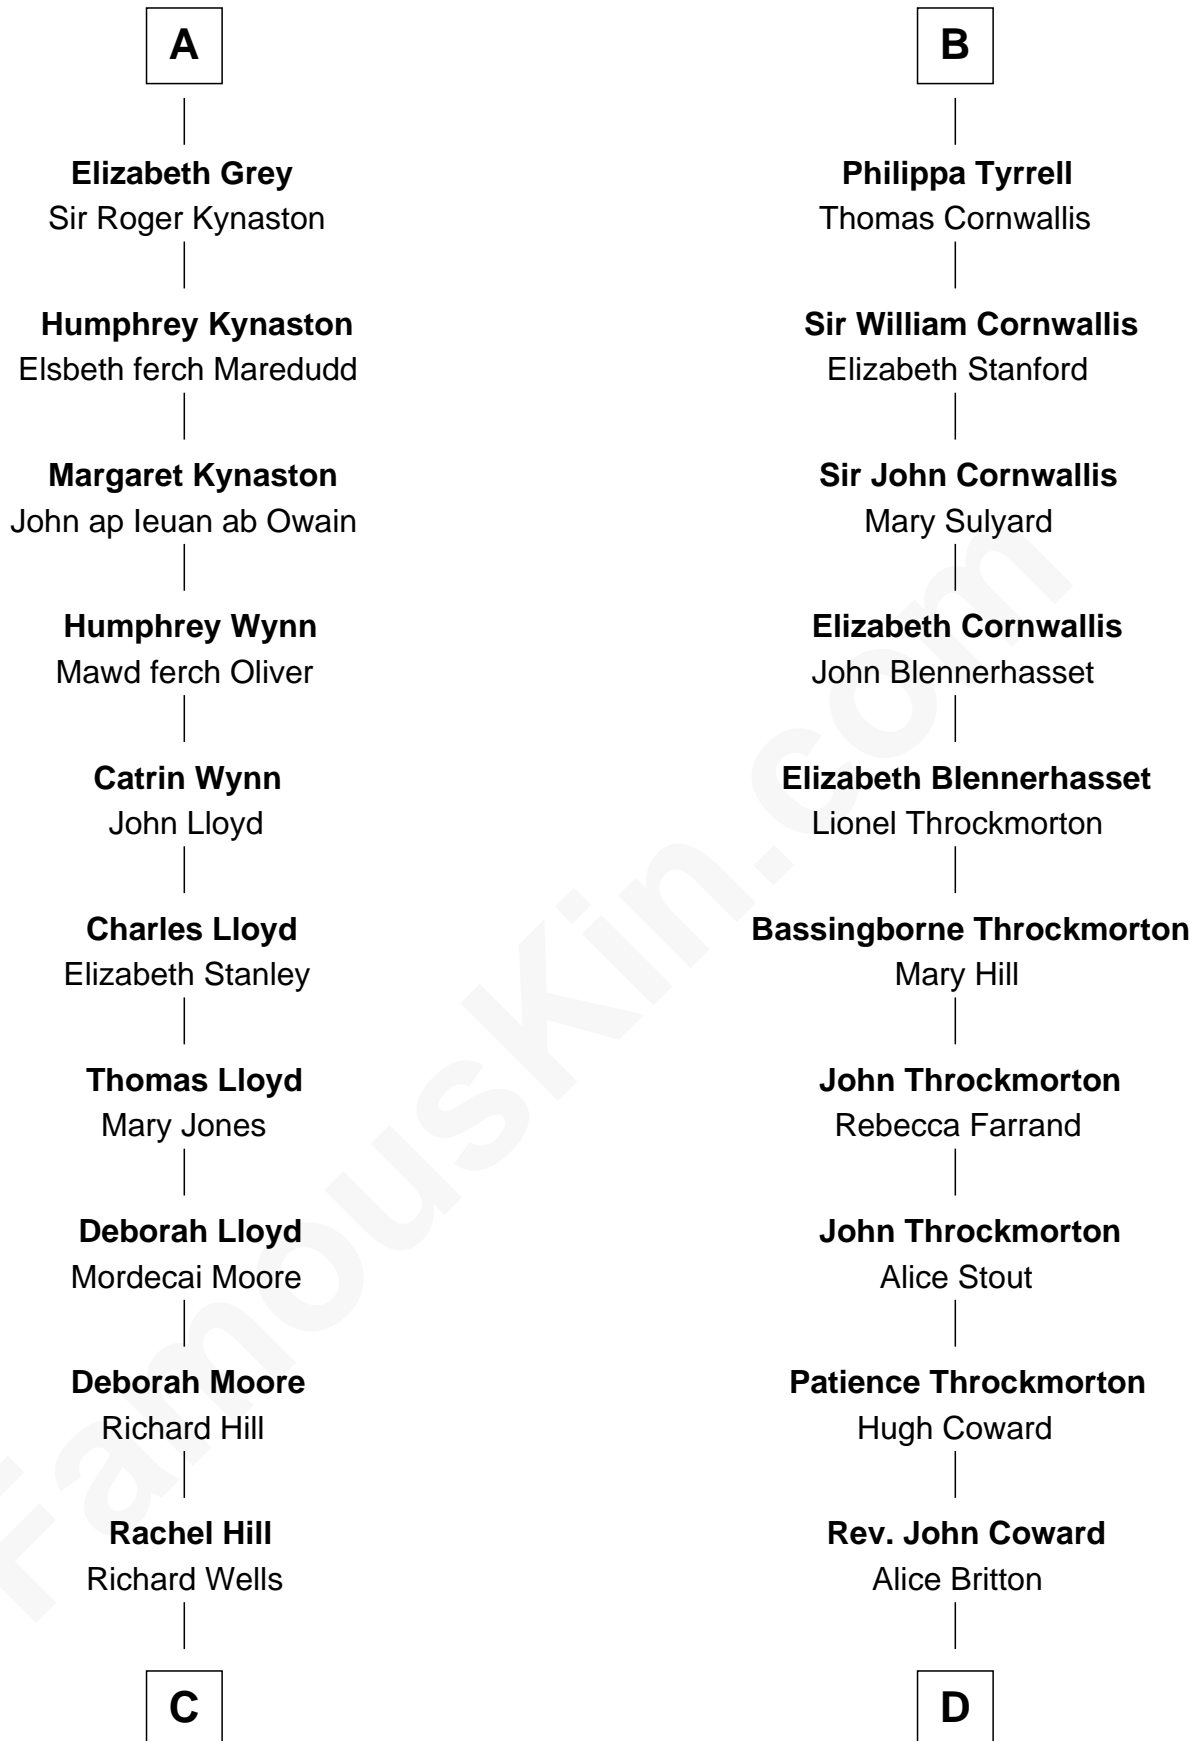 A
Elizabeth Grey
Sir Roger Kynaston
Humphrey Kynaston
Elsbeth ferch Maredudd
Margaret Kynaston
John ap Ieuan ab Owain
Humphrey Wynn
Mawd ferch Oliver
Catrin Wynn
John Lloyd
Charles Lloyd
Elizabeth Stanley
Thomas Lloyd
Mary Jones
Deborah Lloyd
Mordecai Moore
Deborah Moore
Richard Hill
Rachel Hill
Richard Wells
C
B
Philippa Tyrrell
Thomas Cornwallis
Sir William Cornwallis
Elizabeth Stanford
Sir John Cornwallis
Mary Sulyard
Elizabeth Cornwallis
John Blennerhasset
Elizabeth Blennerhasset
Lionel Throckmorton
Bassingborne Throckmorton
Mary Hill
John Throckmorton
Rebecca Farrand
John Throckmorton
Alice Stout
Patience Throckmorton
Hugh Coward
Rev. John Coward
Alice Britton
D
FamousKin.com